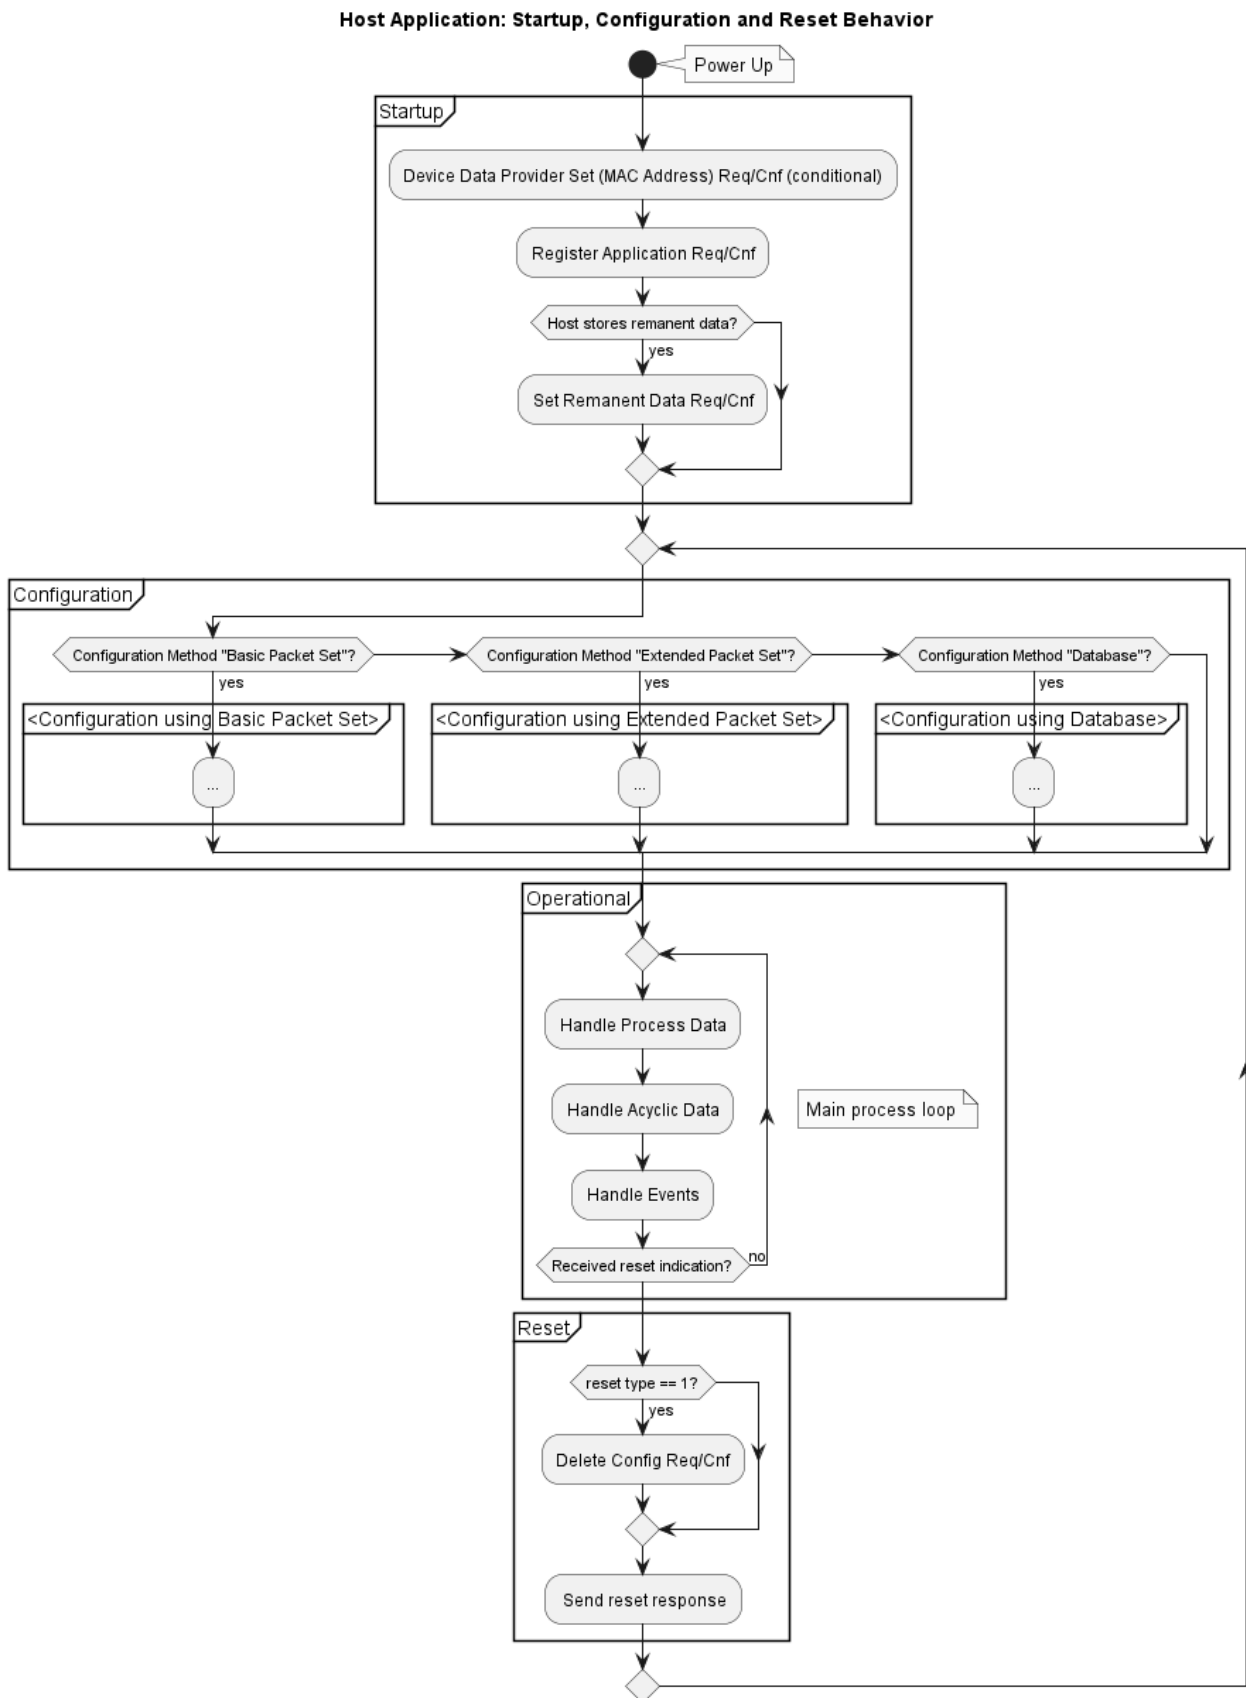 Host Application: Startup, Configuration and Reset Behavior
Power Up
Startup
Device Data Provider Set (MAC Address) Req/Cnf (conditional)
Register Application Req/Cnf
Host stores remanent data?
yes
Set Remanent Data Req/Cnf
Configuration
Configuration Method "Basic Packet Set"?
Configuration Method "Extended Packet Set"?
Configuration Method "Database"?
yes
yes
yes
<Configuration using Basic Packet Set>
<Configuration using Extended Packet Set>
<Configuration using Database>
...
...
...
Operational
Handle Process Data
Handle Acyclic Data
Main process loop
Handle Events
Received reset indication?
no
Reset
reset type == 1?
yes
Delete Config Req/Cnf
Send reset response